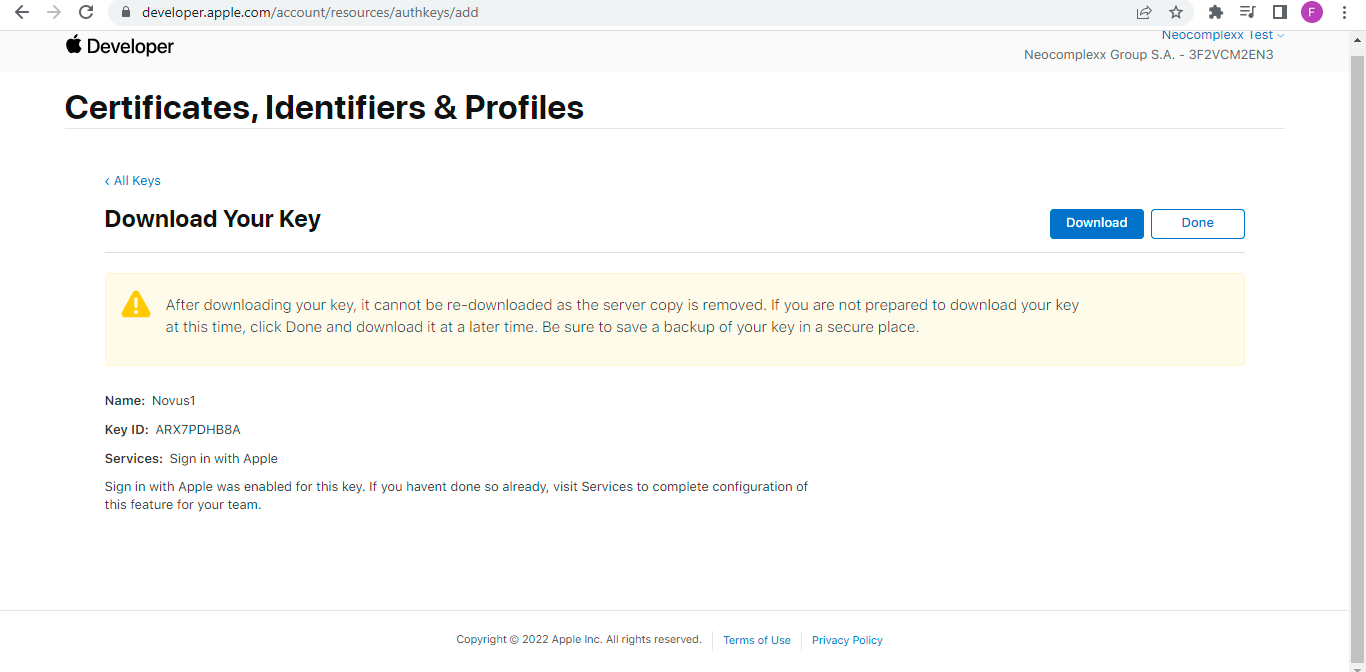 developer.apple.com/account/resources/authkeys/add
F
Developer
Neocomplexx Test
Neocomplexx Group S.A. - 3F2VCM2EN3
Certificates, Identifiers & Profiles
‹ All Keys
Download Your Key
Download
Done
After downloading your key, it cannot be re-downloaded as the server copy is removed. If you are not prepared to download your key
at this time, click Done and download it at a later time. Be sure to save a backup of your key in a secure place.
Name: Novus1
Key ID: ARX7PDHB8A
Services: Sign in with Apple
Sign in with Apple was enabled for this key. If you havent done so already, visit Services to complete configuration of
this feature for your team.
Copyright © 2022 Apple Inc. All rights reserved.
Terms of Use
Privacy Policy